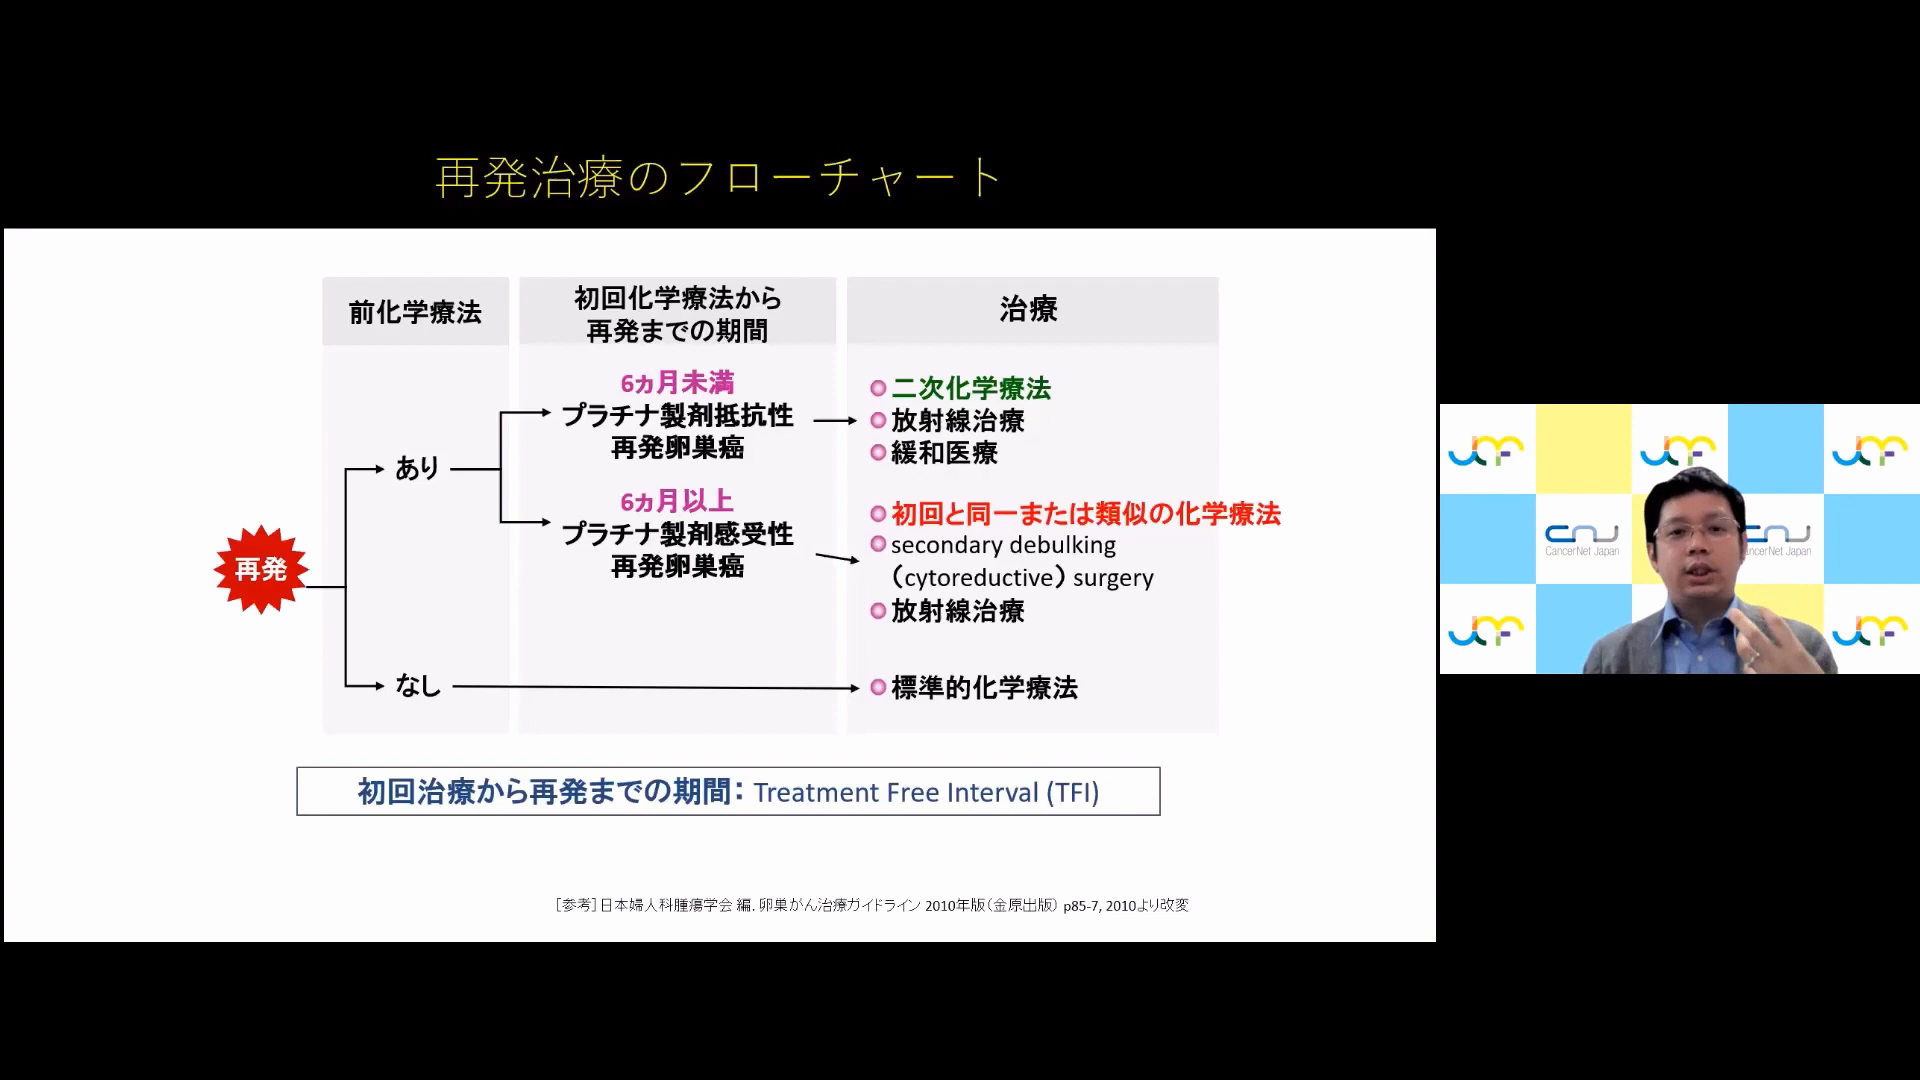 再発治療のフローチャート
前化学療法
初回化学療法から
再発までの期間
治療
6ヵ月未満
プラチナ製剤抵抗性
再発卵巣癌
二次化学療法
放射線治療
緩和医療
あり
6ヵ月以上
プラチナ製剤感受性
再発卵巣癌
初回と同一または類似の化学療法
secondary debulking
（cytoreductive）surgery
放射線治療
再発
なし
標準的化学療法
初回治療から再発までの期間： Treatment Free Interval (TFI)
［参考］日本婦人科腫瘍学会 編. 卵巣がん治療ガイドライン 2010年版（金原出版） p85-7, 2010より改変
CancerNet Japan
CancerNet Japan